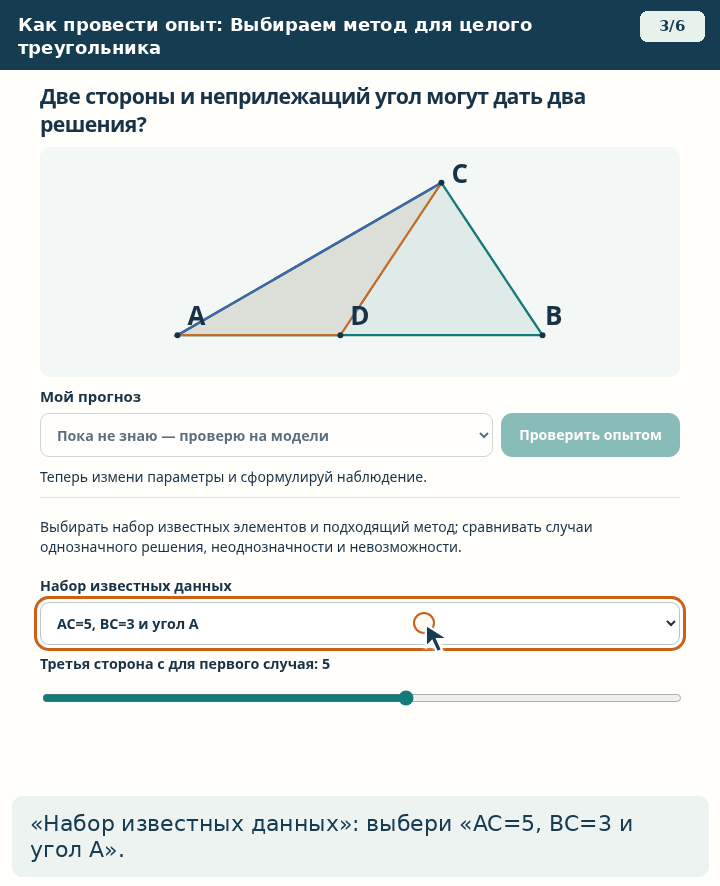 Как провести опыт: Выбираем метод для целого
треугольника
3/6
Две стороны и неприлежащий угол могут дать два
решения?
C
A
D
B
Мой прогноз
Пока не знаю — проверю на модели
Проверить опытом
Теперь измени параметры и сформулируй наблюдение.
Выбирать набор известных элементов и подходящий метод; сравнивать случаи
однозначного решения, неоднозначности и невозможности.
Набор известных данных
AC=5, BC=3 и угол A
Третья сторона c для первого случая: 5
«Набор известных данных»: выбери «AC=5, BC=3 и
угол A».